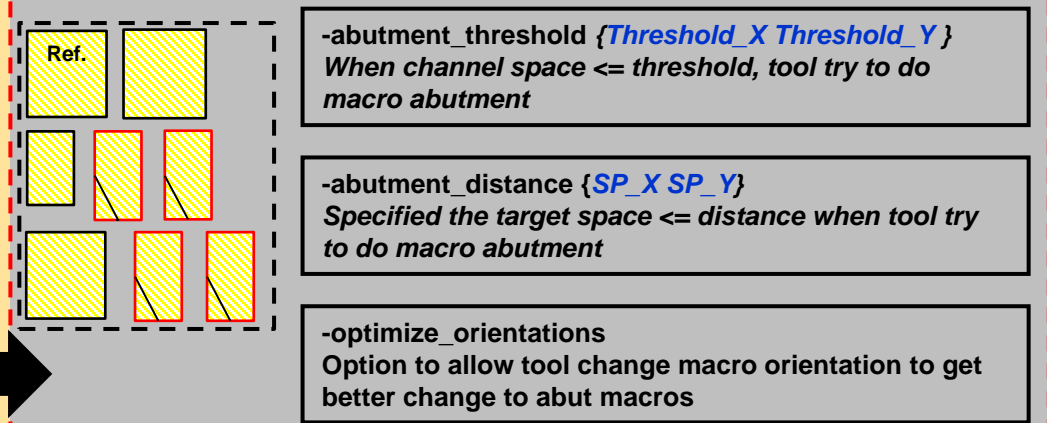 Ref.
-abutment_threshold {Threshold_X Threshold_Y }
When channel space <= threshold, tool try to do
macro abutment
-abutment_distance {SP_X SP_Y}
Specified the target space <= distance when tool try
to do macro abutment
-optimize_orientations
Option to allow tool change macro orientation to get
better change to abut macros